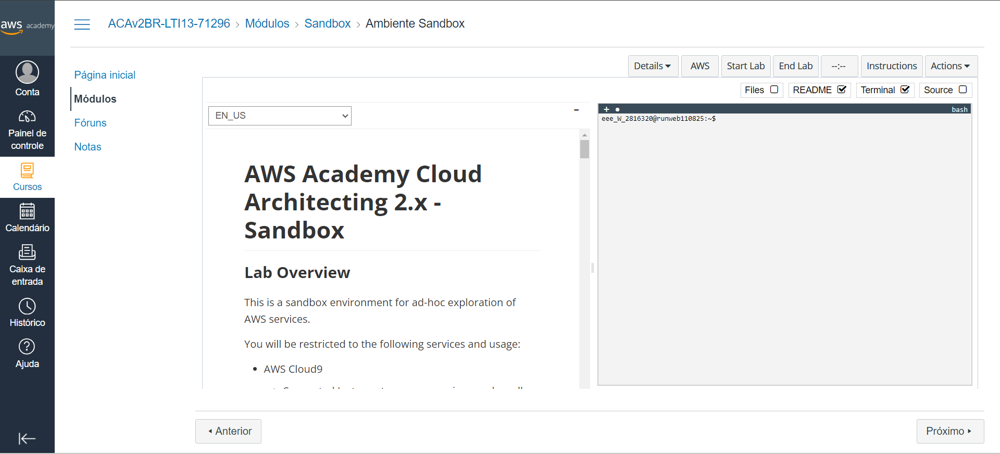 aws academy
ACAv2BR-LTI13-71296 > Módulos > Sandbox > Ambiente Sandbox
Conta
Painel de
controle
Cursos
Calendário
Caixa de
entrada
Histórico
Ajuda
Página inicial
Módulos
Fóruns
Notas
Details AWS Start Lab End Lab --:-- Instructions Actions
Files README Terminal Source
EN_US
-
AWS Academy Cloud
Architecting 2.x -
Sandbox
Lab Overview
This is a sandbox environment for ad-hoc exploration of
AWS services.
You will be restricted to the following services and usage:
• AWS Cloud9
+ bash
eee_W_2816320@runweb110825:~$
Anterior
Próximo